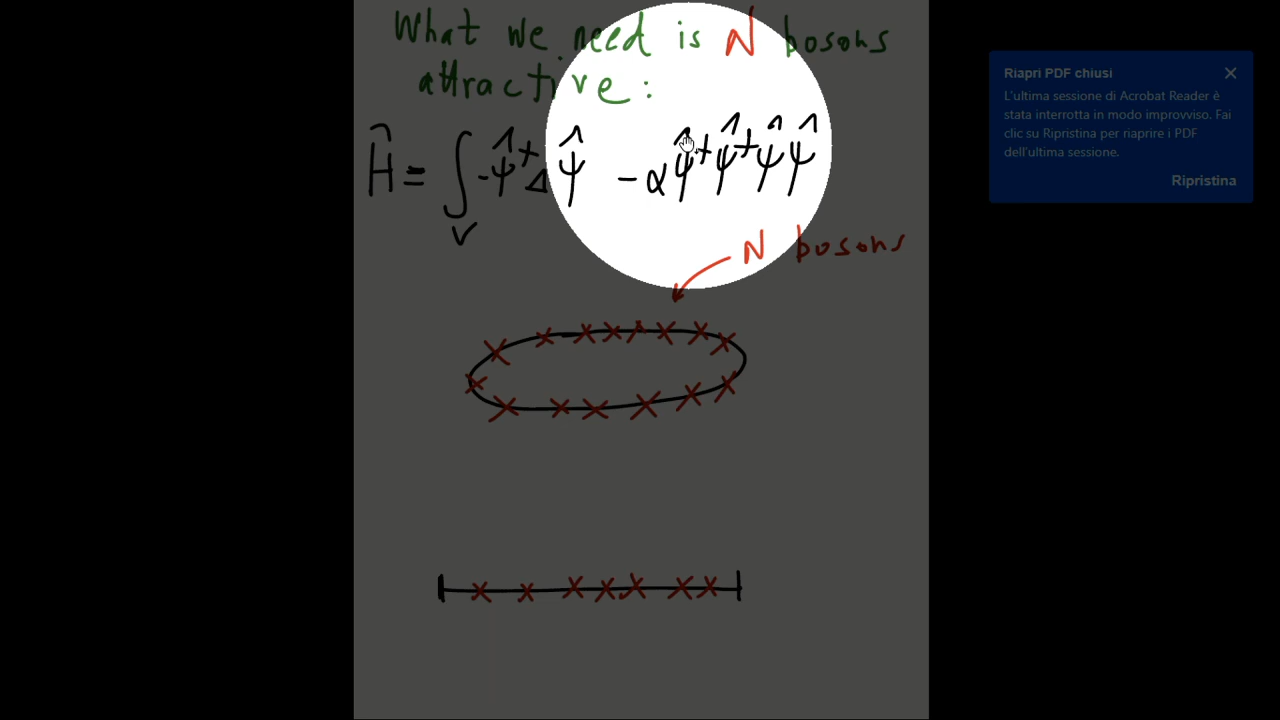 What we need is N bosons
attractive:
Ĥ = ∫_V -ψ̂⁺Δψ̂ - αψ̂⁺ψ̂⁺ψ̂ψ̂
N bosons
Riapri PDF chiusi
L'ultima sessione di Acrobat Reader è
stata interrotta in modo improvviso. Fai
clic su Ripristina per riaprire i PDF
dell'ultima sessione.
Ripristina